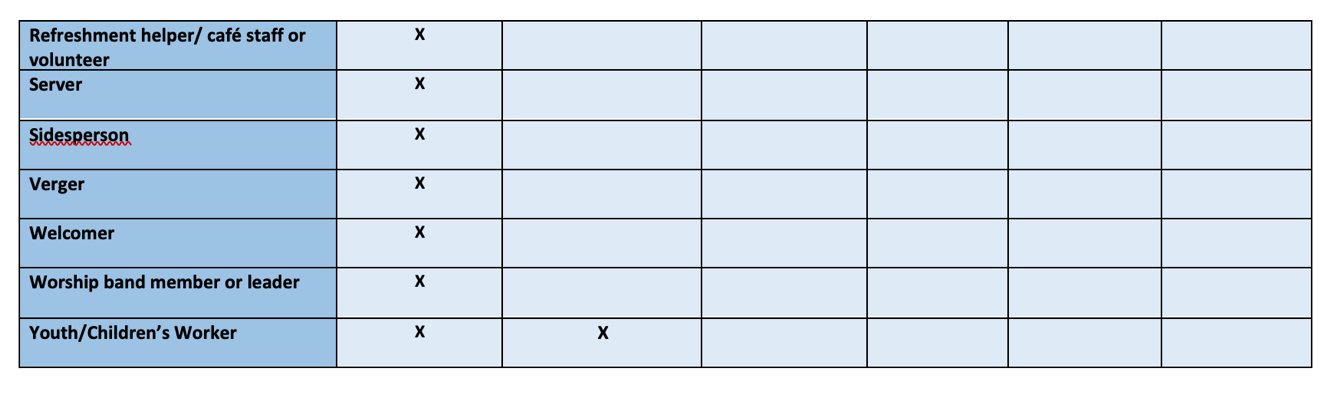 Refreshment helper/ café staff or X
volunteer
Server X
Sidesperson X
Verger X
Welcomer X
Worship band member or leader X
Youth/Children’s Worker X X